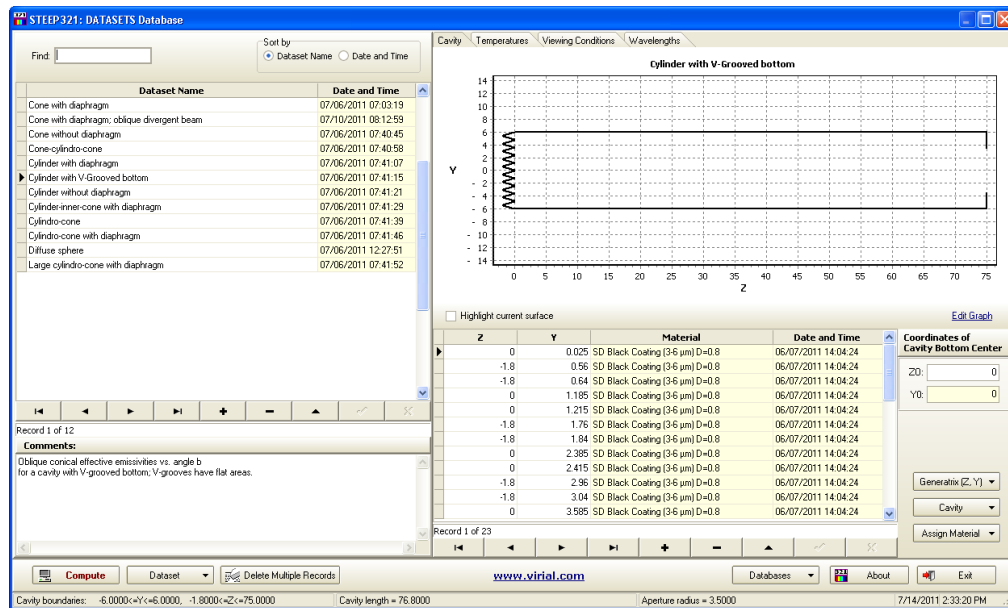 STEEP321: DATASETS Database
Find:
Sort by
Dataset Name Date and Time
Dataset Name Date and Time
Cone with diaphragm 07/06/2011 07:03:19
Cone with diaphragm; oblique divergent beam 07/10/2011 08:12:59
Cone without diaphragm 07/06/2011 07:40:45
Cone-cylindro-cone 07/06/2011 07:40:58
Cylinder with diaphragm 07/06/2011 07:41:07
Cylinder with V-Grooved bottom 07/06/2011 07:41:15
Cylinder without diaphragm 07/06/2011 07:41:21
Cylinder-inner-cone with diaphragm 07/06/2011 07:41:29
Cylindro-cone 07/06/2011 07:41:39
Cylindro-cone with diaphragm 07/06/2011 07:41:46
Diffuse sphere 07/06/2011 12:27:51
Large cylindro-cone with diaphragm 07/06/2011 07:41:52
Record 1 of 12
Comments:
Oblique conical effective emissivities vs. angle b
for a cavity with V-grooved bottom; V-grooves have flat areas.
Cavity Temperatures Viewing Conditions Wavelengths
Cylinder with V-Grooved bottom
14
12
10
8
6
4
2
Y 0
- 2
- 4
- 6
- 8
- 10
- 12
- 14
0 5 10 15 20 25 30 35 40 45 50 55 60 65 70 75
Z
Highlight current surface Edit Graph
Z Y Material Date and Time
0 0.025 SD Black Coating (3-6 μm) D=0.8 06/07/2011 14:04:24
-1.8 0.56 SD Black Coating (3-6 μm) D=0.8 06/07/2011 14:04:24
-1.8 0.64 SD Black Coating (3-6 μm) D=0.8 06/07/2011 14:04:24
0 1.185 SD Black Coating (3-6 μm) D=0.8 06/07/2011 14:04:24
0 1.215 SD Black Coating (3-6 μm) D=0.8 06/07/2011 14:04:24
-1.8 1.76 SD Black Coating (3-6 μm) D=0.8 06/07/2011 14:04:24
-1.8 1.84 SD Black Coating (3-6 μm) D=0.8 06/07/2011 14:04:24
0 2.385 SD Black Coating (3-6 μm) D=0.8 06/07/2011 14:04:24
0 2.415 SD Black Coating (3-6 μm) D=0.8 06/07/2011 14:04:24
-1.8 2.96 SD Black Coating (3-6 μm) D=0.8 06/07/2011 14:04:24
-1.8 3.04 SD Black Coating (3-6 μm) D=0.8 06/07/2011 14:04:24
0 3.585 SD Black Coating (3-6 μm) D=0.8 06/07/2011 14:04:24
Record 1 of 23
Coordinates of
Cavity Bottom Center
Z0: 0
Y0: 0
Generatrix (Z, Y)
Cavity
Assign Material
Compute Dataset Delete Multiple Records www.virial.com Databases 321 About Exit
Cavity boundaries: -6.0000<=Y<=6.0000, -1.8000<=Z<=75.0000 Cavity length = 76.8000 Aperture radius = 3.5000 7/14/2011 2:33:20 PM